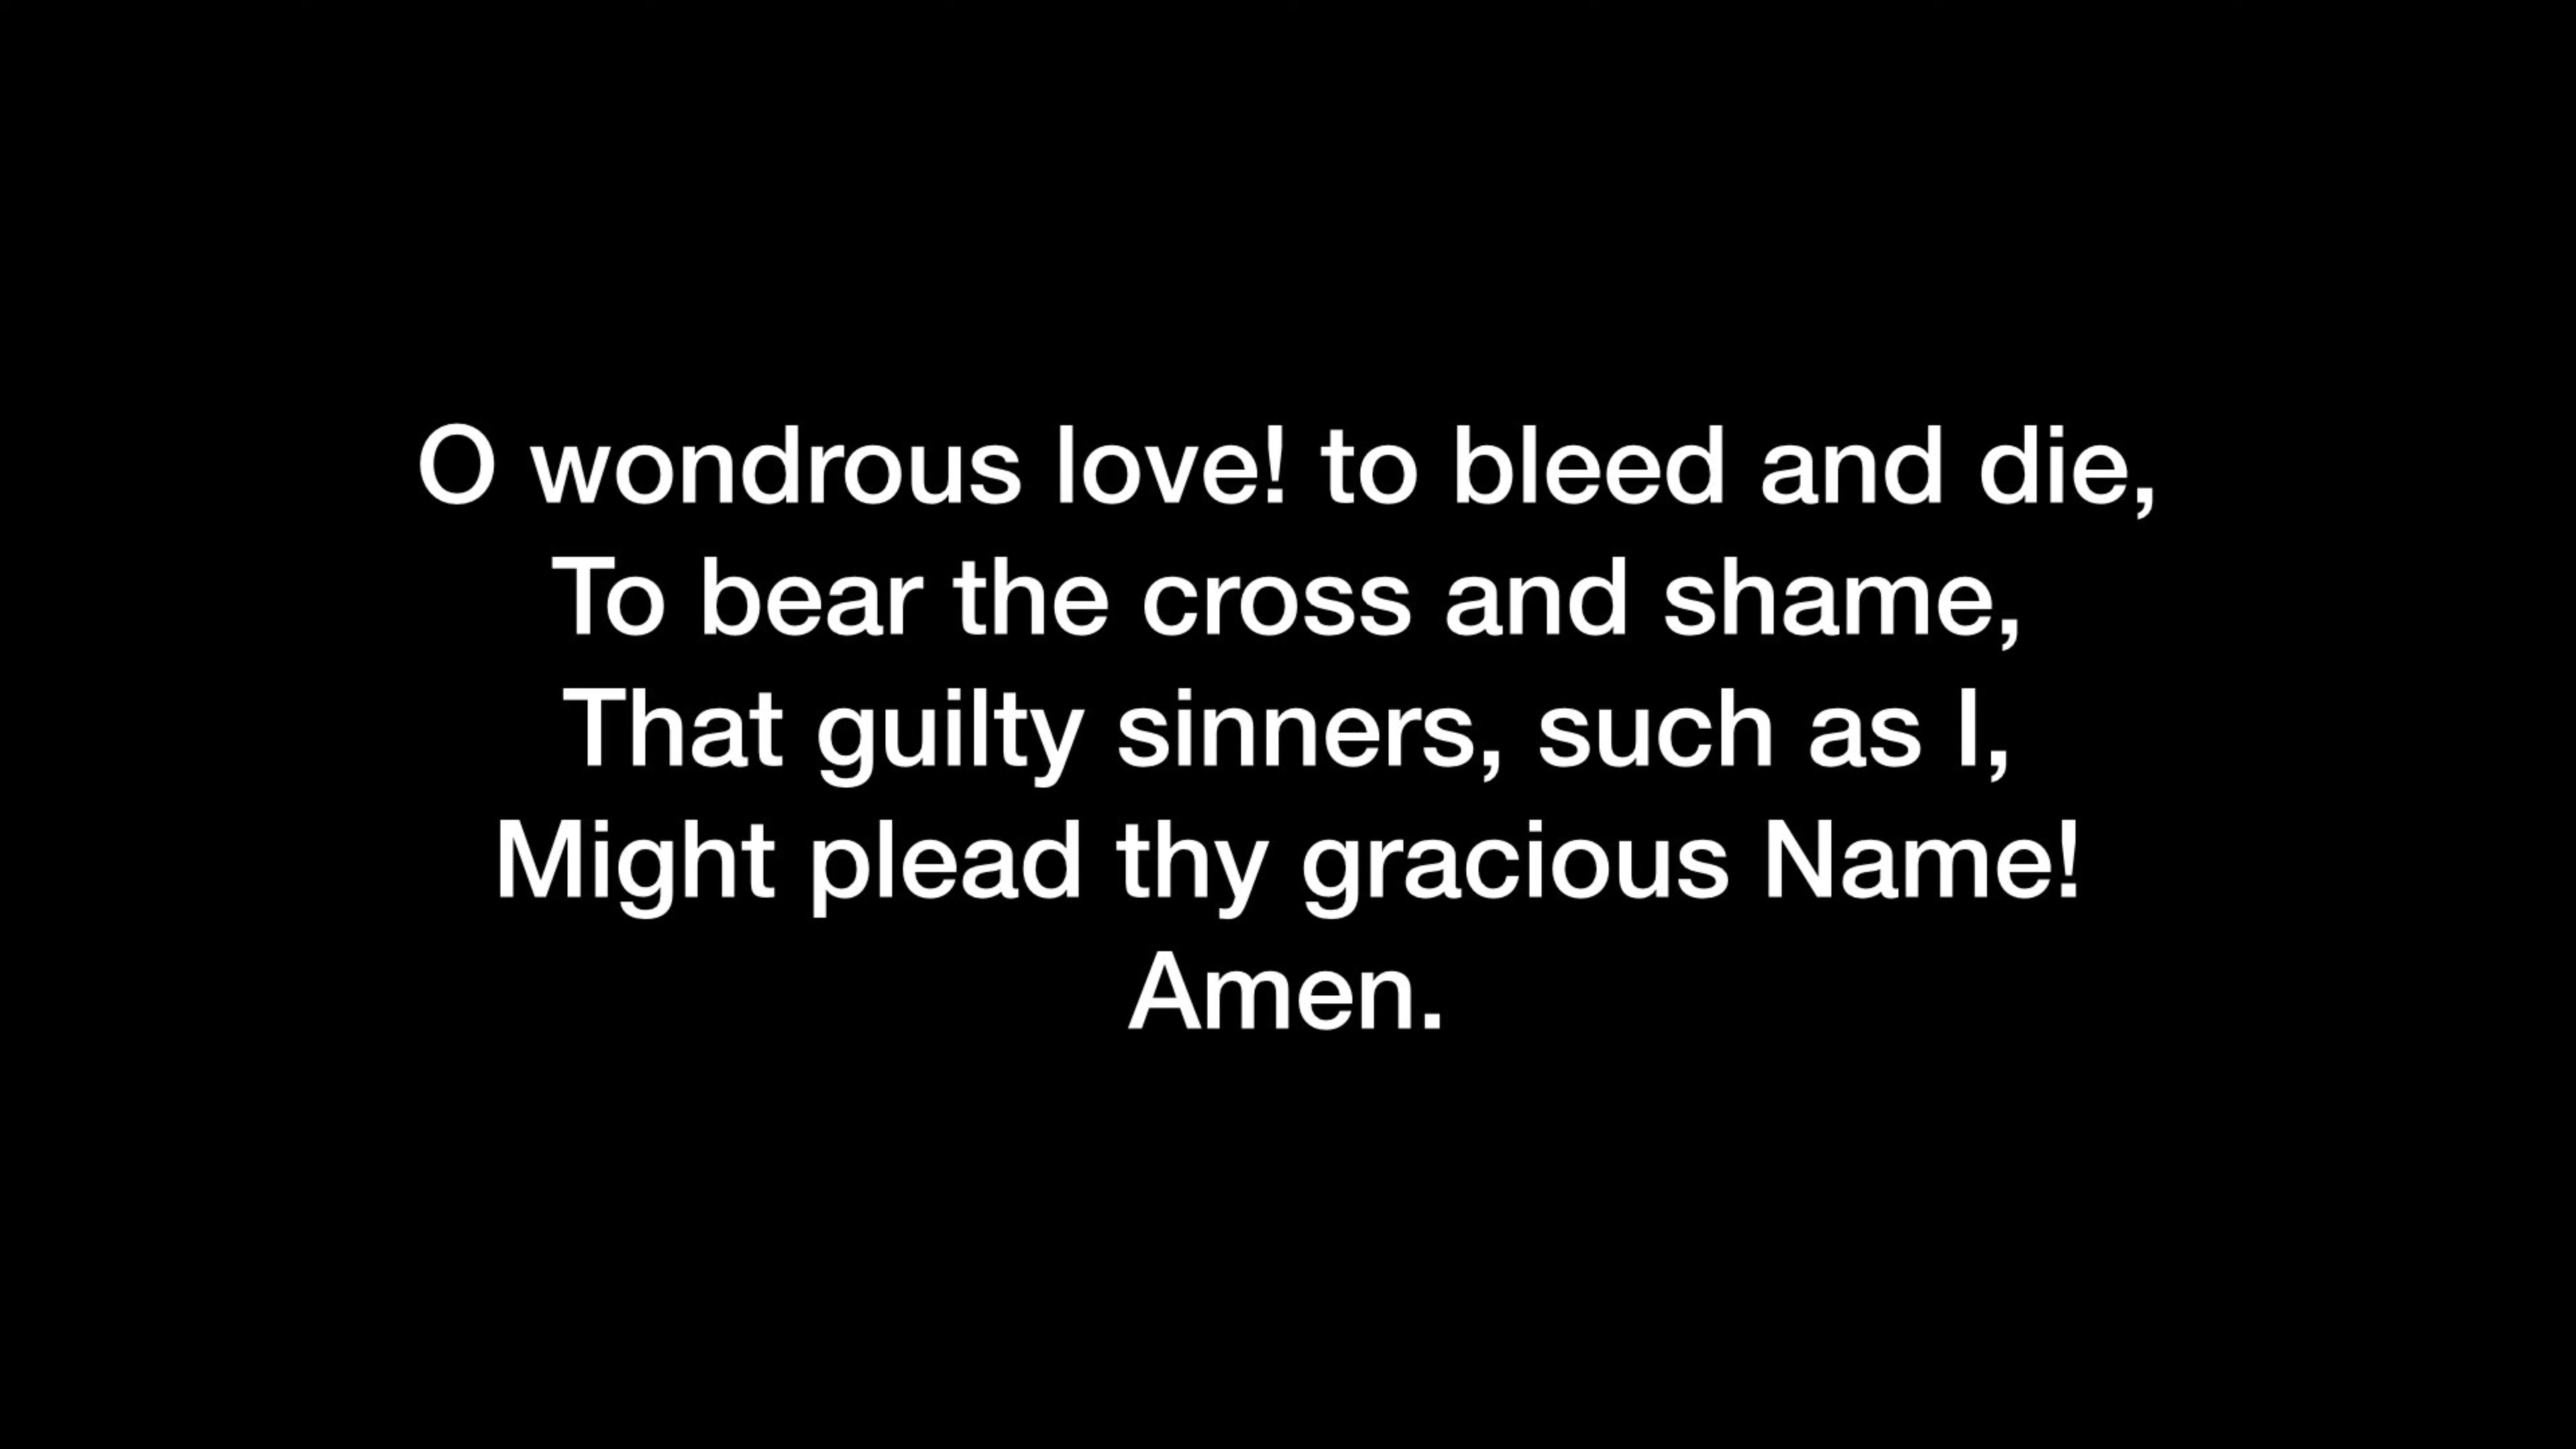 O wondrous love! to bleed and die,
To bear the cross and shame,
That guilty sinners, such as I,
Might plead thy gracious Name!
Amen.